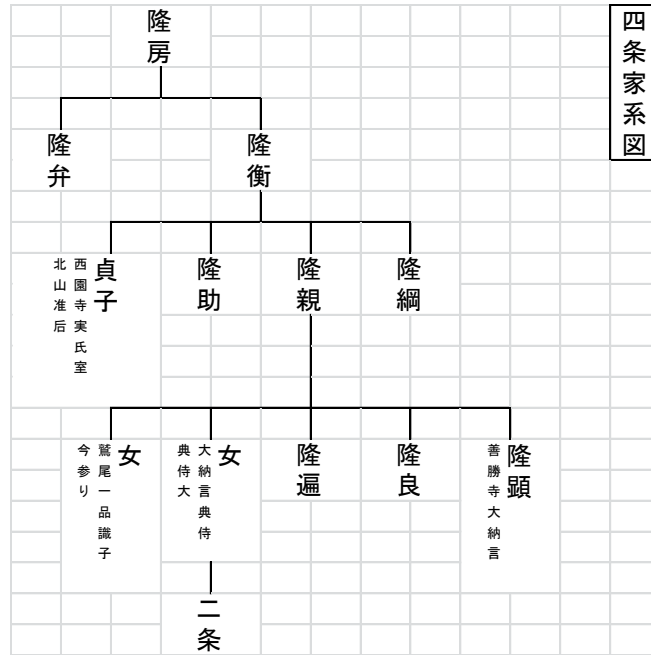 四条家系図
隆房
隆衡
隆弁
隆綱
隆親
隆助
貞子
西園寺実氏室
北山准后
隆顕
善勝寺大納言
隆良
隆遍
女
大納言典侍
典侍大
女
鷲尾一品識子
今参り
二条